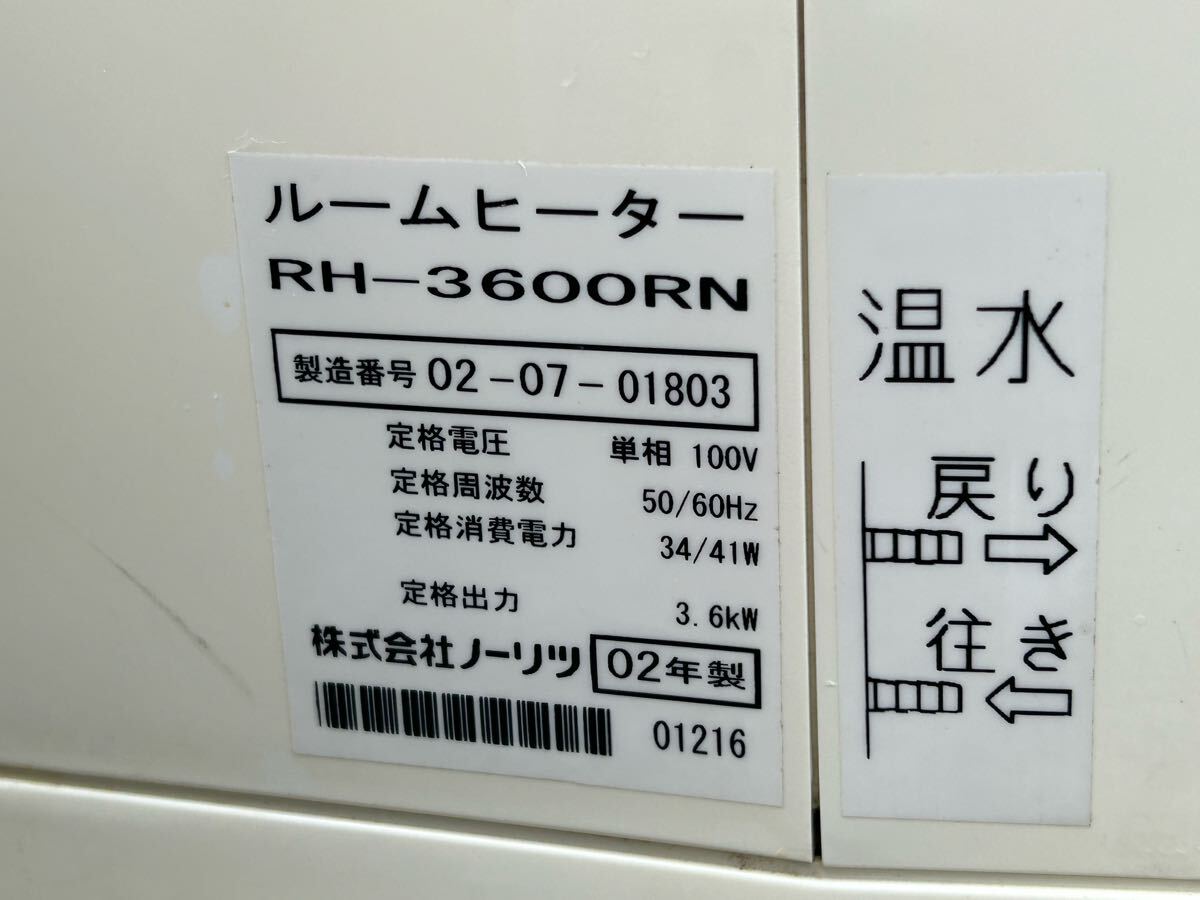 ルームヒーター
RH-3600RN
製造番号 02-07-01803
定格電圧 単相 100V
定格周波数 50/60Hz
定格消費電力 34/41W
定格出力 3.6kW
株式会社ノーリツ 02年製
01216
温水
戻り
往き